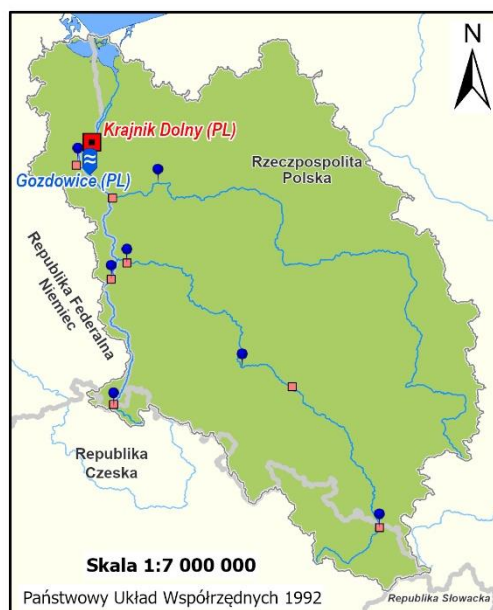 N
Krajnik Dolny (PL)
Gozdowice (PL)
Rzeczpospolita
Polska
Republika Federalna
Niemiec
Republika
Czeska
Skala 1:7 000 000
Republika Słowacka
Państwowy Układ Współrzędnych 1992